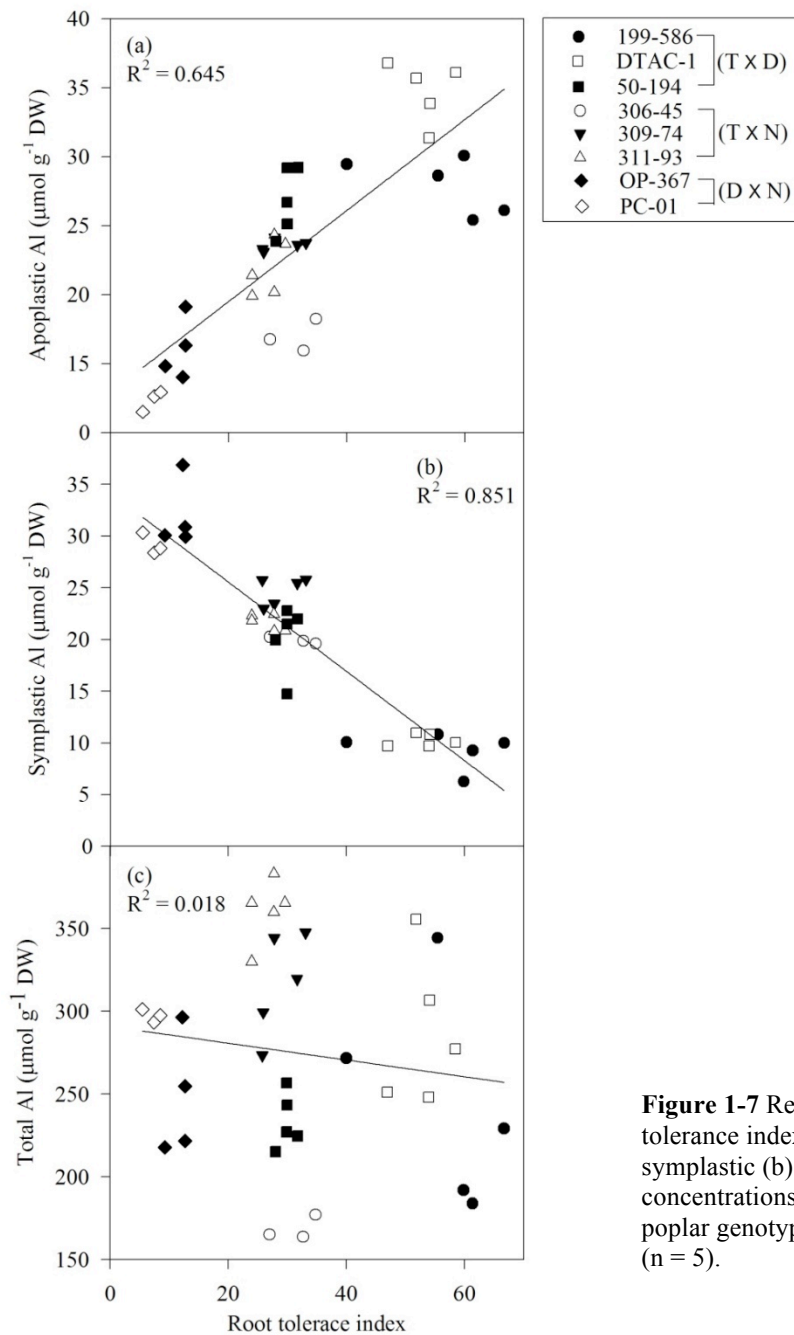 (a)
R² = 0.645
40
35
30
25
20
15
0
Apoplastic Al (μmol g⁻¹ DW)
199-586
DTAC-1
50-194
(T X D)
306-45
309-74
311-93
(T X N)
OP-367
PC-01
(D X N)
(b)
R² = 0.851
35
30
25
20
15
10
5
0
Symplastic Al (μmol g⁻¹ DW)
(c)
R² = 0.018
350
300
250
200
150
Total Al (μmol g⁻¹ DW)
0 20 40 60
Root tolerace index
Figure 1-7 Re
tolerance index
symplastic (b)
concentrations
poplar genotyp
(n = 5).